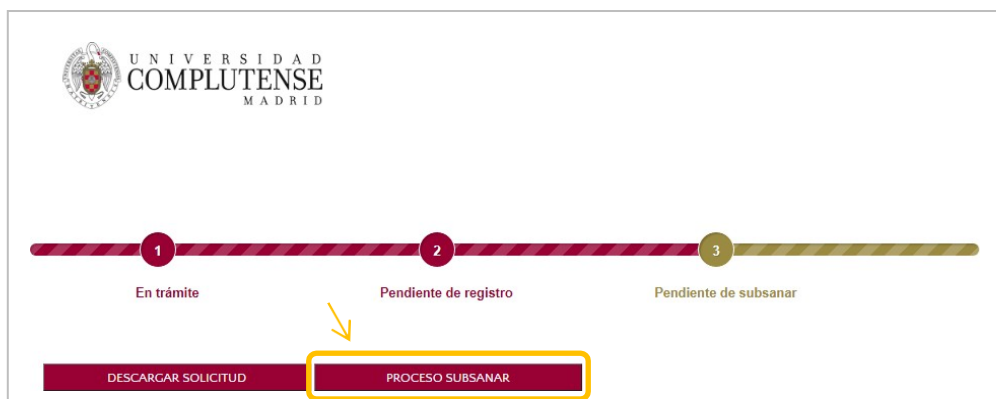 UNIVERSIDAD
COMPLUTENSE
MADRID
1
2
3
En trámite
Pendiente de registro
Pendiente de subsanar
DESCARGAR SOLICITUD
PROCESO SUBSANAR